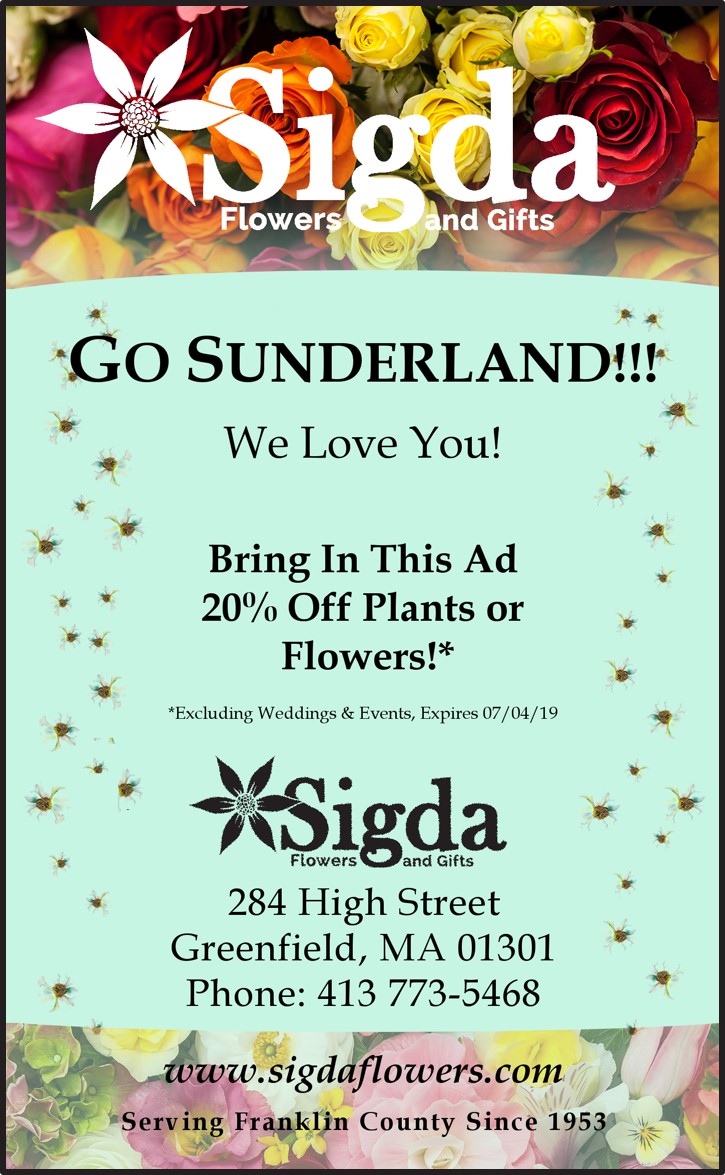 Sigda
Flowers and Gifts
GO SUNDERLAND!!!
We Love You!
Bring In This Ad
20% Off Plants or
Flowers!*
*Excluding Weddings & Events, Expires 07/04/19
Sigda
Flowers and Gifts
284 High Street
Greenfield, MA 01301
Phone: 413 773-5468
www.sigdaflowers.com
Serving Franklin County Since 1953